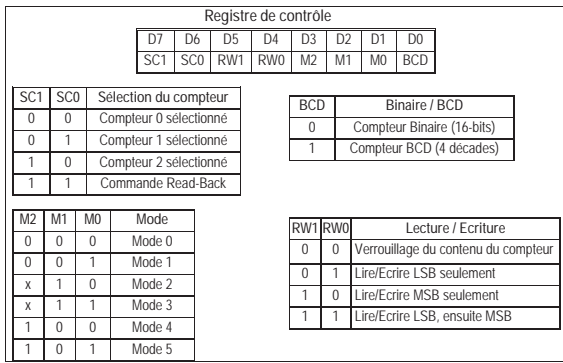 Registre de contrôle
D7 D6 D5 D4 D3 D2 D1 D0
SC1 SC0 RW1 RW0 M2 M1 M0 BCD
SC1 SC0 Sélection du compteur
0 0 Compteur 0 sélectionné
0 1 Compteur 1 sélectionné
1 0 Compteur 2 sélectionné
1 1 Commande Read-Back
BCD Binaire / BCD
0 Compteur Binaire (16-bits)
1 Compteur BCD (4 décades)
M2 M1 M0 Mode
0 0 0 Mode 0
0 0 1 Mode 1
x 1 0 Mode 2
x 1 1 Mode 3
1 0 0 Mode 4
1 0 1 Mode 5
RW1 RW0 Lecture / Ecriture
0 0 Verrouillage du contenu du compteur
0 1 Lire/Ecrire LSB seulement
1 0 Lire/Ecrire MSB seulement
1 1 Lire/Ecrire LSB, ensuite MSB